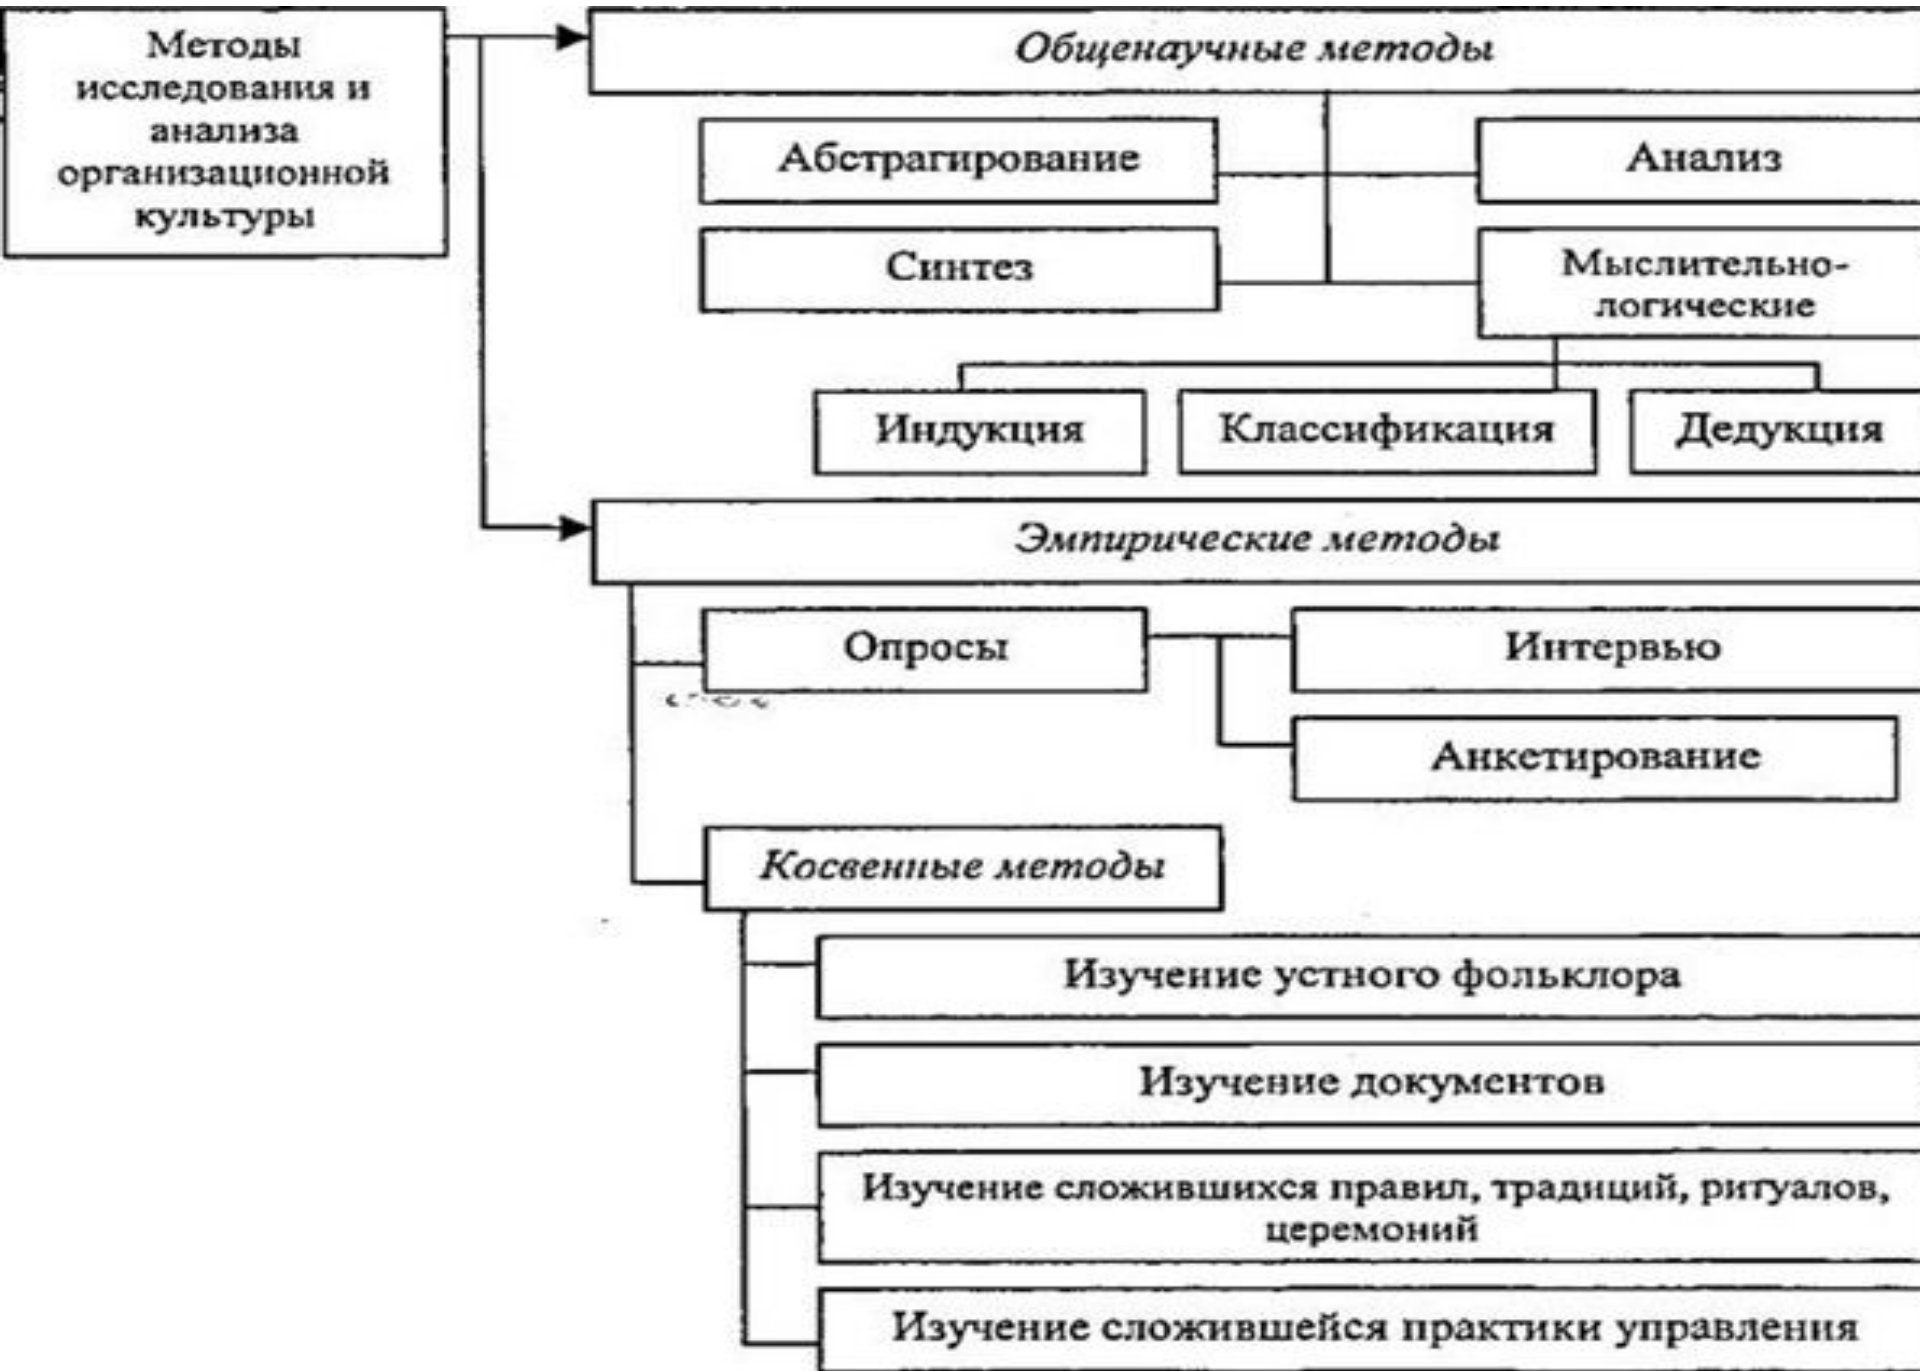 Методы
исследования и
анализа
организационной
культуры
Общенаучные методы
Абстрагирование
Анализ
Синтез
Мыслительно-
логические
Индукция
Классификация
Дедукция
Эмпирические методы
Опросы
Интервью
Анкетирование
Косвенные методы
Изучение устного фольклора
Изучение документов
Изучение сложившихся правил, традиций, ритуалов,
церемоний
Изучение сложившейся практики управления